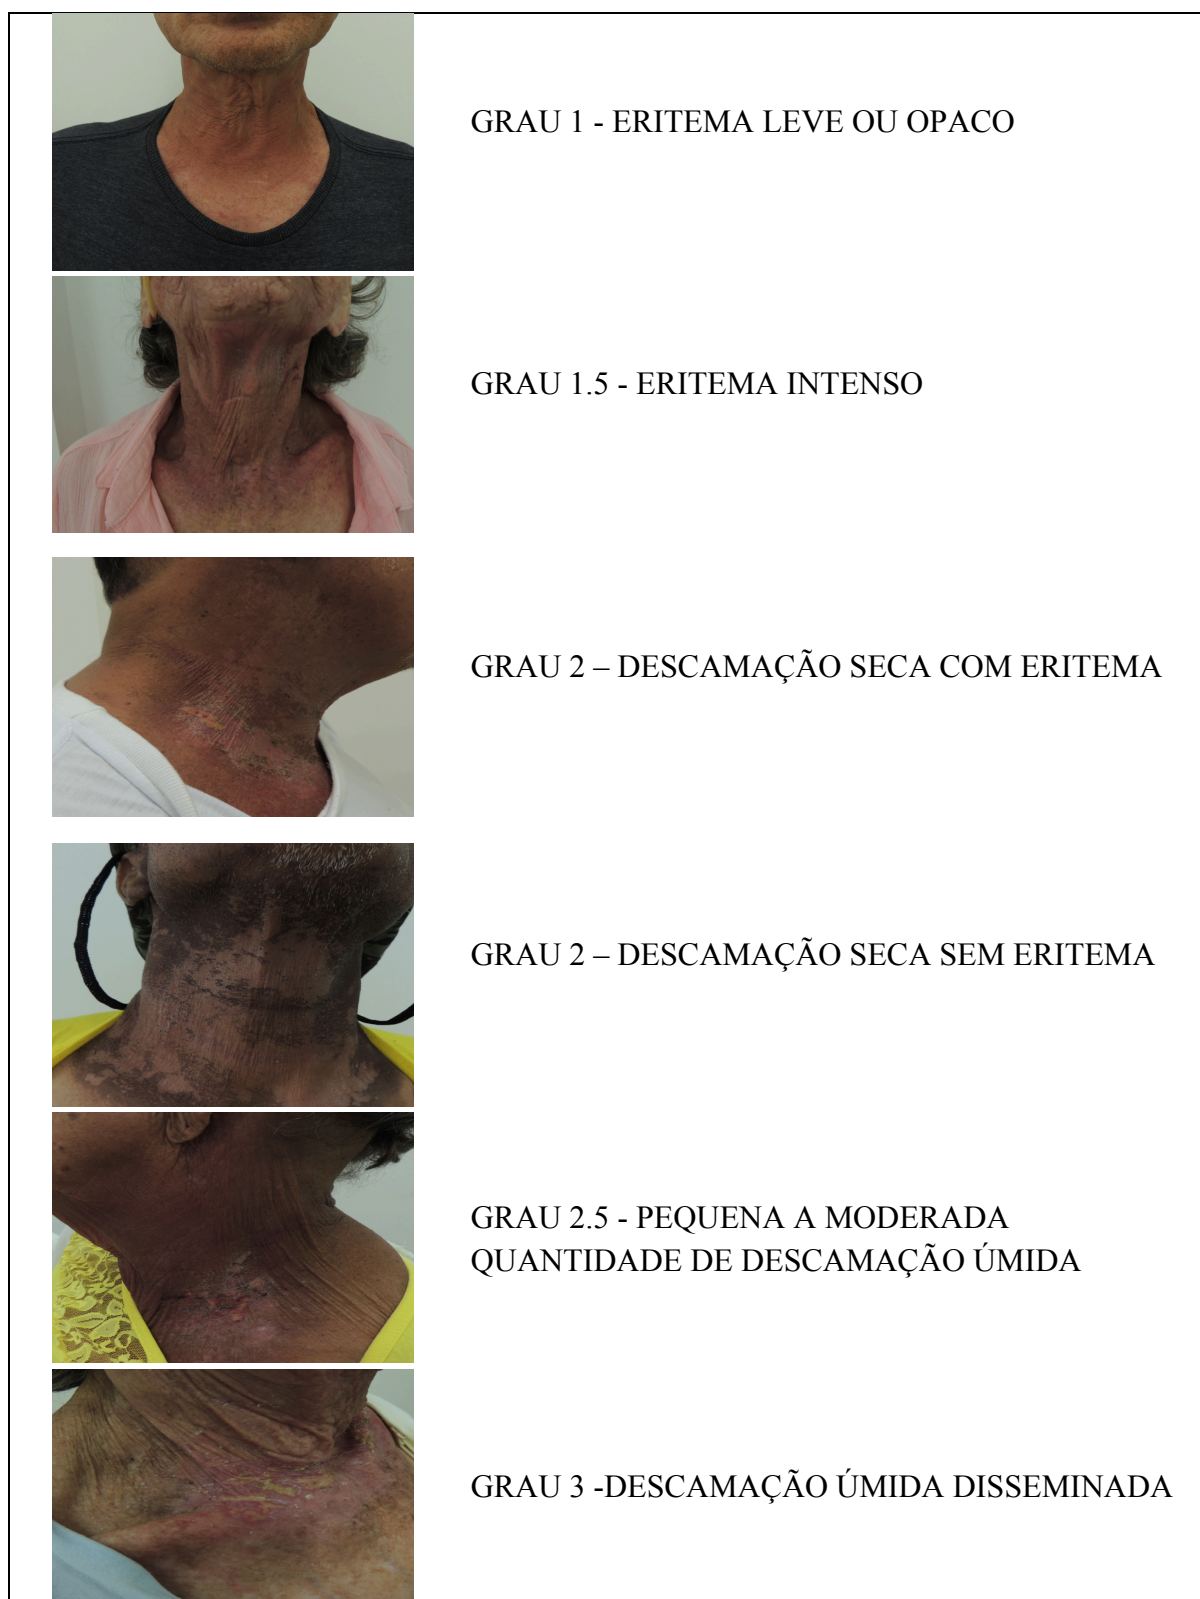 GRAU 1 - ERITEMA LEVE OU OPACO
GRAU 1.5 - ERITEMA INTENSO
GRAU 2 – DESCAMAÇÃO SECA COM ERITEMA
GRAU 2 – DESCAMAÇÃO SECA SEM ERITEMA
GRAU 2.5 - PEQUENA A MODERADA
QUANTIDADE DE DESCAMAÇÃO ÚMIDA
GRAU 3 -DESCAMAÇÃO ÚMIDA DISSEMINADA